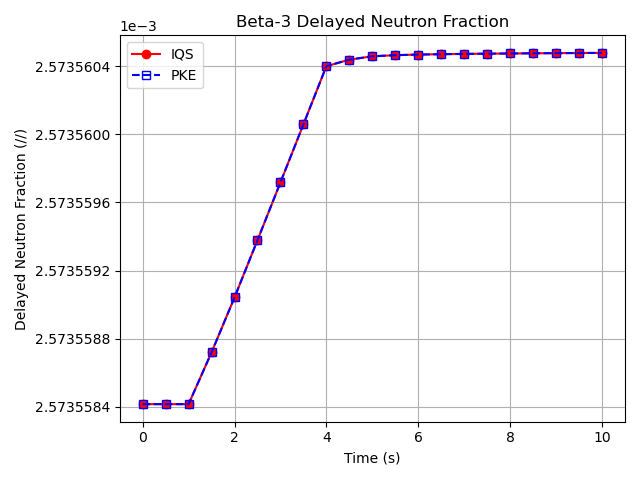 Beta-3 Delayed Neutron Fraction
1e−3
IQS
PKE
Delayed Neutron Fraction (//)
2.5735604
2.5735600
2.5735596
2.5735592
2.5735588
2.5735584
0 2 4 6 8 10
Time (s)